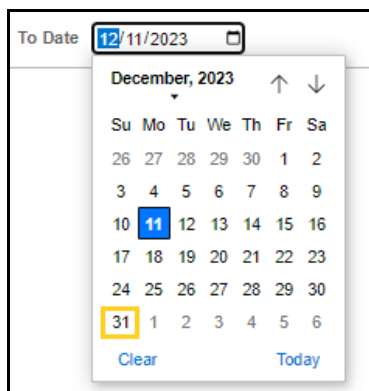 To Date 12/11/2023
December, 2023
Su Mo Tu We Th Fr Sa
26 27 28 29 30 1 2
3 4 5 6 7 8 9
10 11 12 13 14 15 16
17 18 19 20 21 22 23
24 25 26 27 28 29 30
31 1 2 3 4 5 6
Clear Today